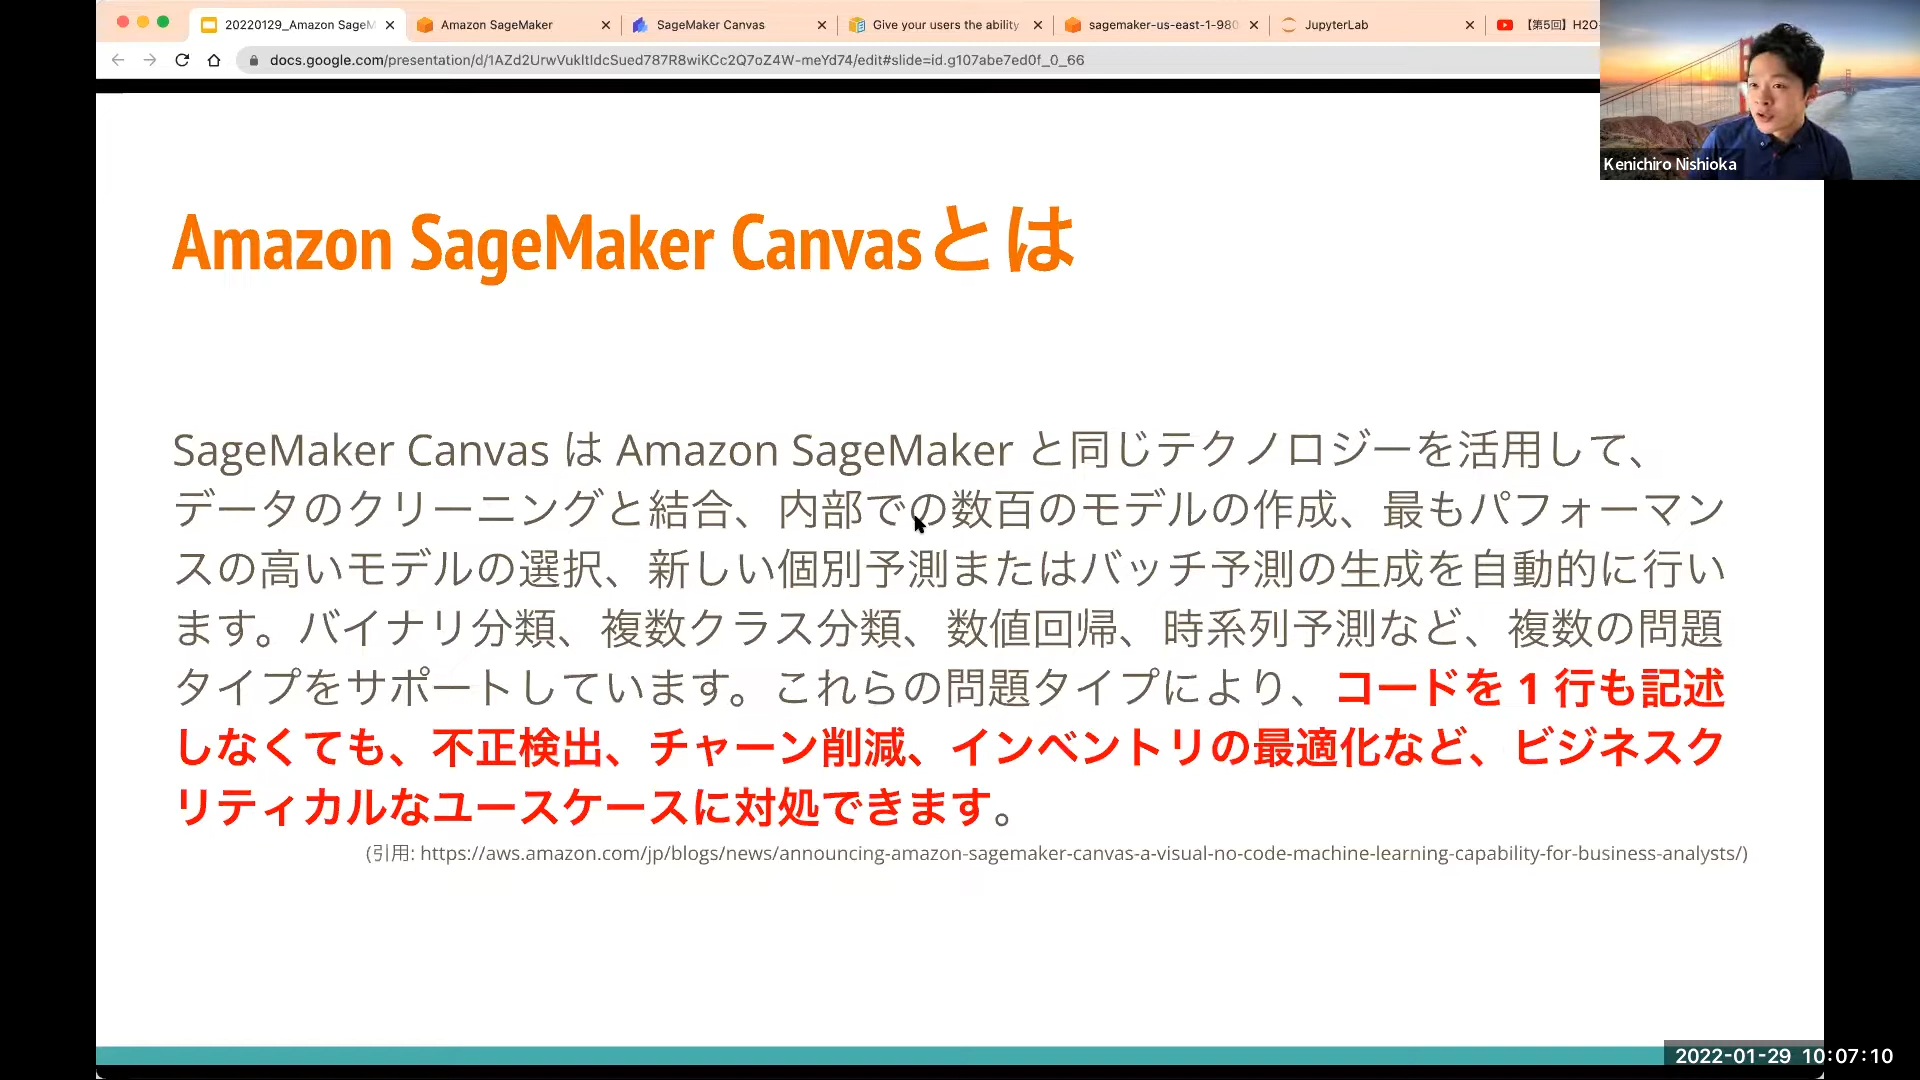 20220129_Amazon SageM
Amazon SageMaker
SageMaker Canvas
Give your users the ability
sagemaker-us-east-1-980
JupyterLab
【第5回】H2O
docs.google.com/presentation/d/1AZd2UrwVukltIdcSued787R8wiKCc2Q7oZ4W-meYd74/edit#slide=id.g107abe7ed0f_0_66
Kenichiro Nishioka
Amazon SageMaker Canvasとは
SageMaker Canvas は Amazon SageMaker と同じテクノロジーを活用して、
データのクリーニングと結合、内部での数百のモデルの作成、最もパフォーマン
スの高いモデルの選択、新しい個別予測またはバッチ予測の生成を自動的に行い
ます。バイナリ分類、複数クラス分類、数値回帰、時系列予測など、複数の問題
タイプをサポートしています。これらの問題タイプにより、コードを 1 行も記述
しなくても、不正検出、チャーン削減、インベントリの最適化など、ビジネスク
リティカルなユースケースに対処できます。
(引用: https://aws.amazon.com/jp/blogs/news/announcing-amazon-sagemaker-canvas-a-visual-no-code-machine-learning-capability-for-business-analysts/)
2022-01-29 10:07:10